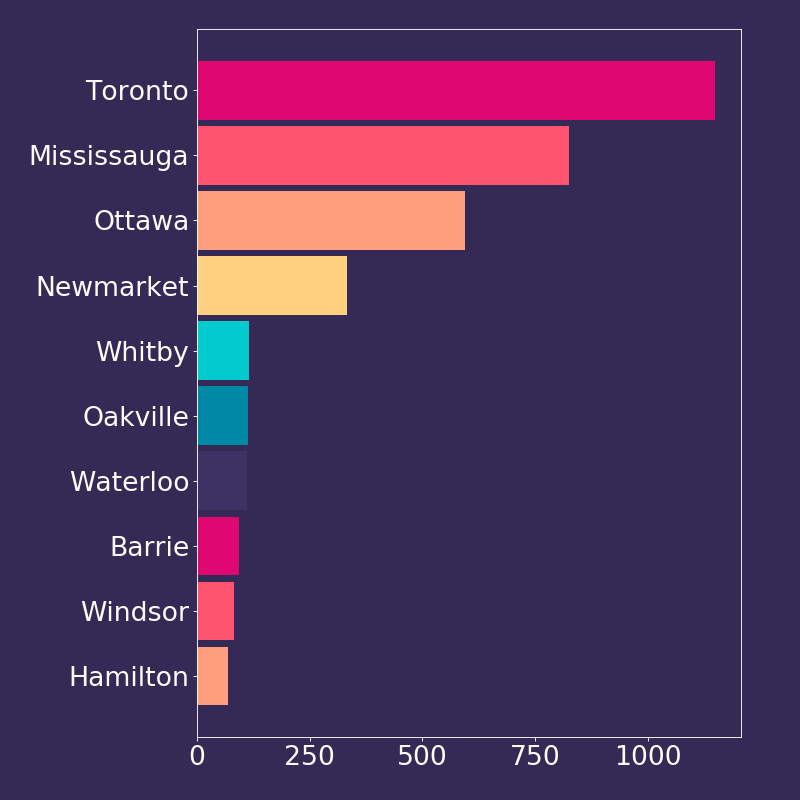 Toronto
Mississauga
Ottawa
Newmarket
Whitby
Oakville
Waterloo
Barrie
Windsor
Hamilton
0 250 500 750 1000